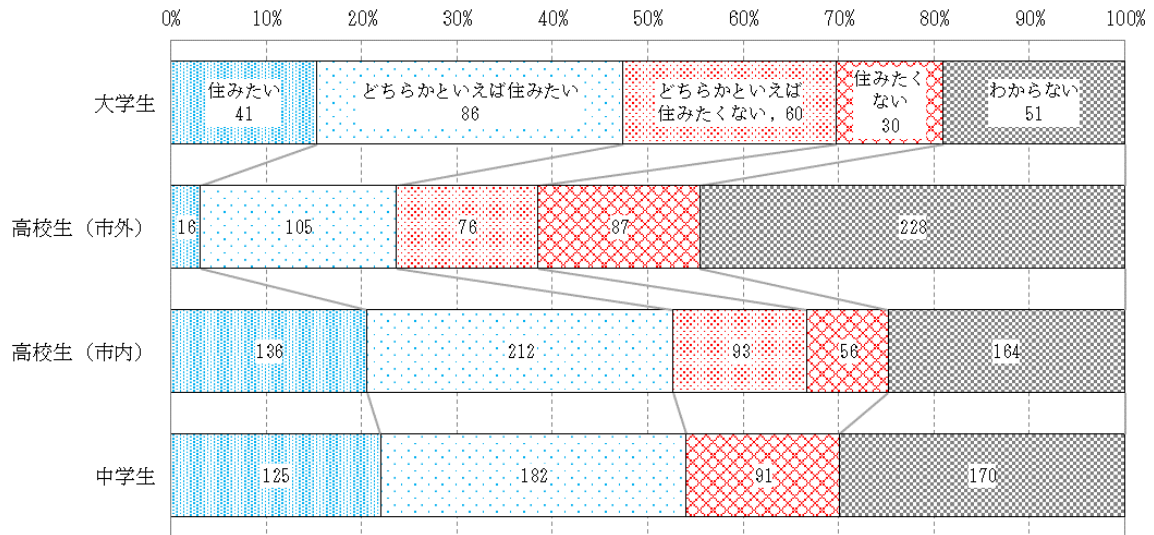 0% 10% 20% 30% 40% 50% 60% 70% 80% 90% 100%
大学生
住みたい
41
どちらかといえば住みたい
86
どちらかといえば
住みたくない，60
住みたく
ない
30
わからない
51
高校生（市外）
16 105 76 87 228
高校生（市内）
136 212 93 56 164
中学生
125 182 91 170